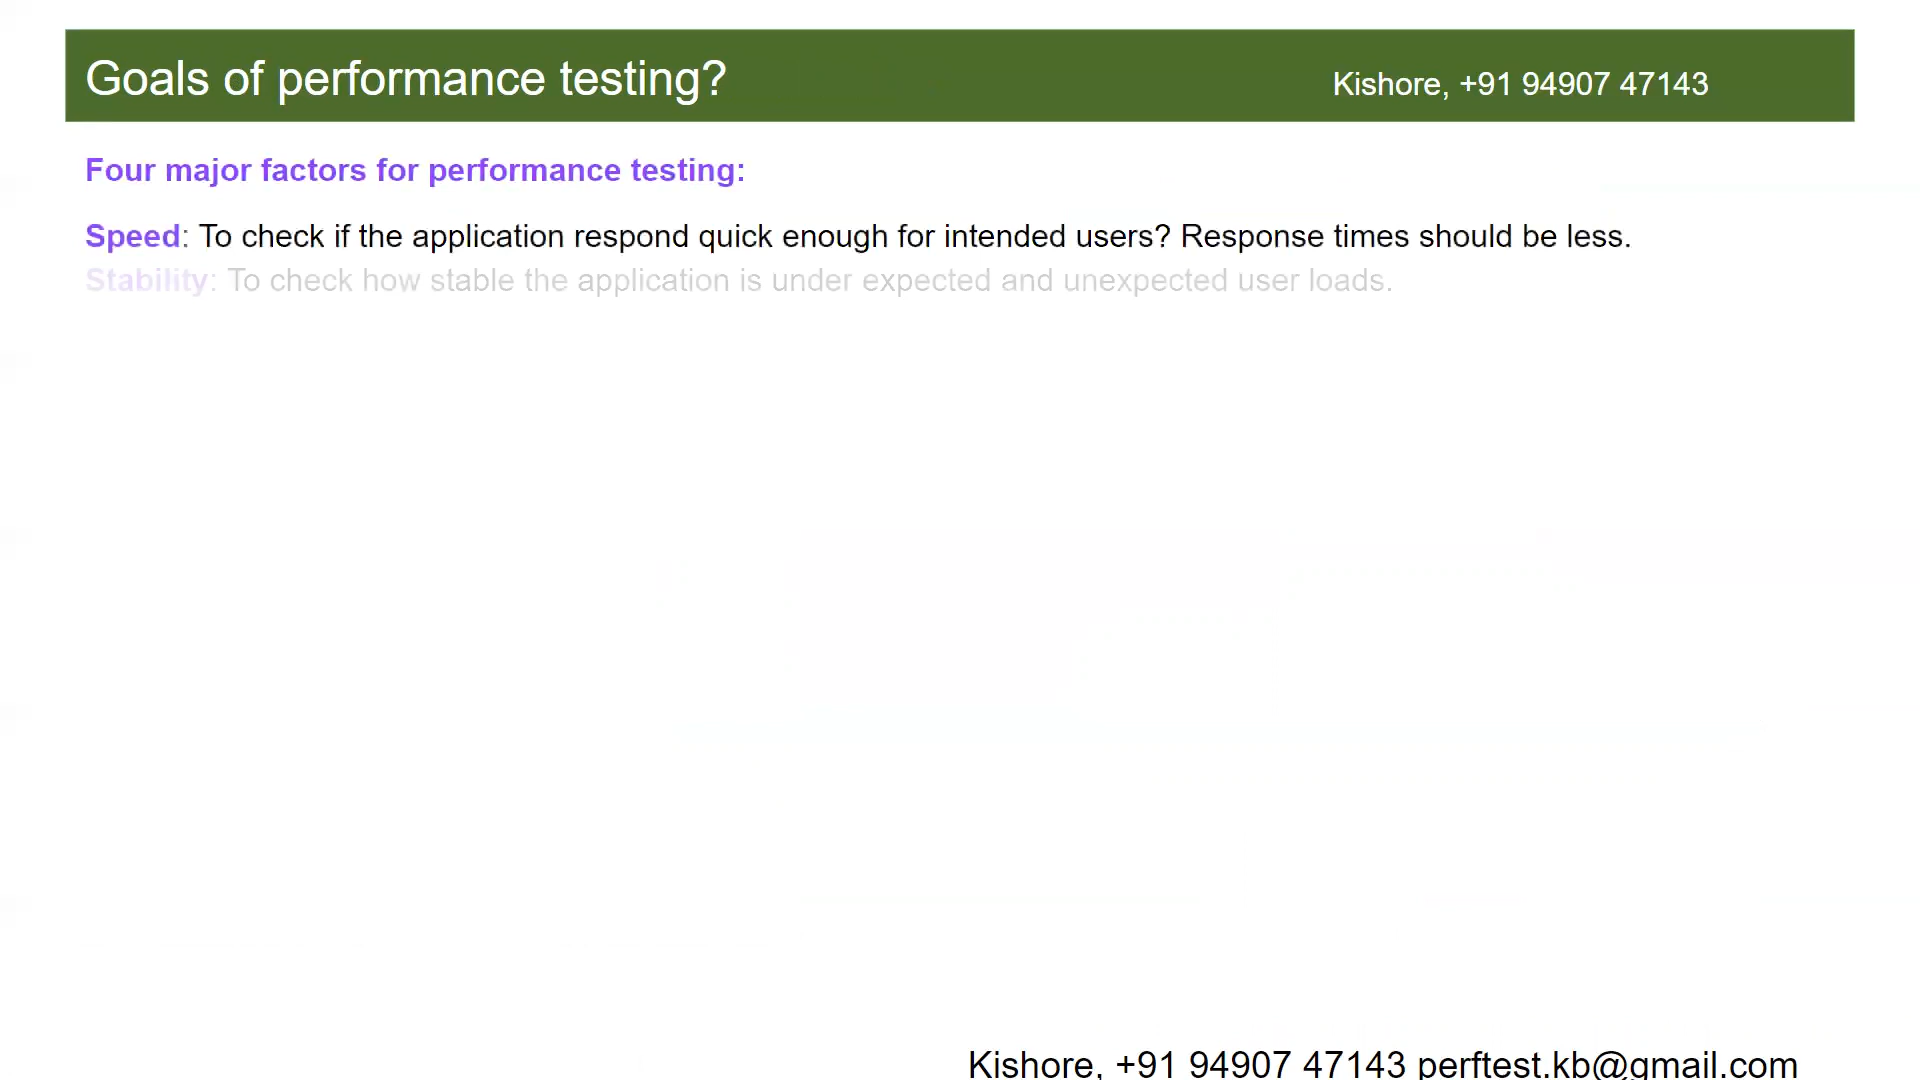 Goals of performance testing?
Kishore, +91 94907 47143
Four major factors for performance testing:
Speed: To check if the application respond quick enough for intended users? Response times should be less.
Stability: To check how stable the application is under expected and unexpected user loads.
Kishore, +91 94907 47143 perftest.kb@gmail.com